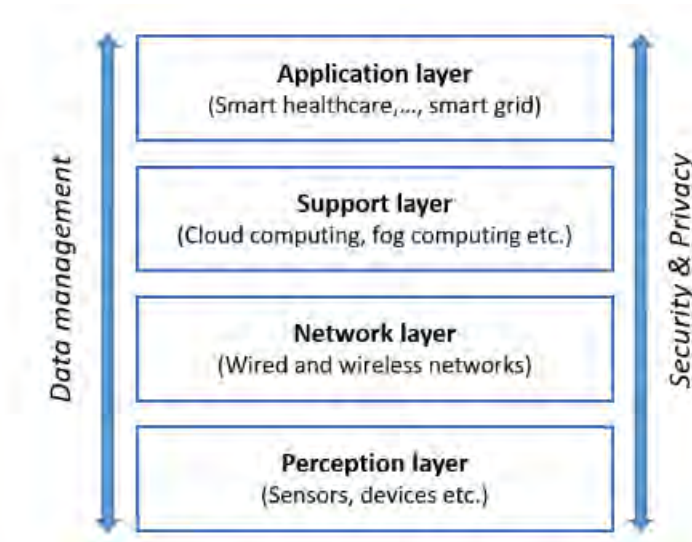 Application layer
(Smart healthcare,..., smart grid)
Support layer
(Cloud computing, fog computing etc.)
Network layer
(Wired and wireless networks)
Perception layer
(Sensors, devices etc.)
Data management
Security & Privacy